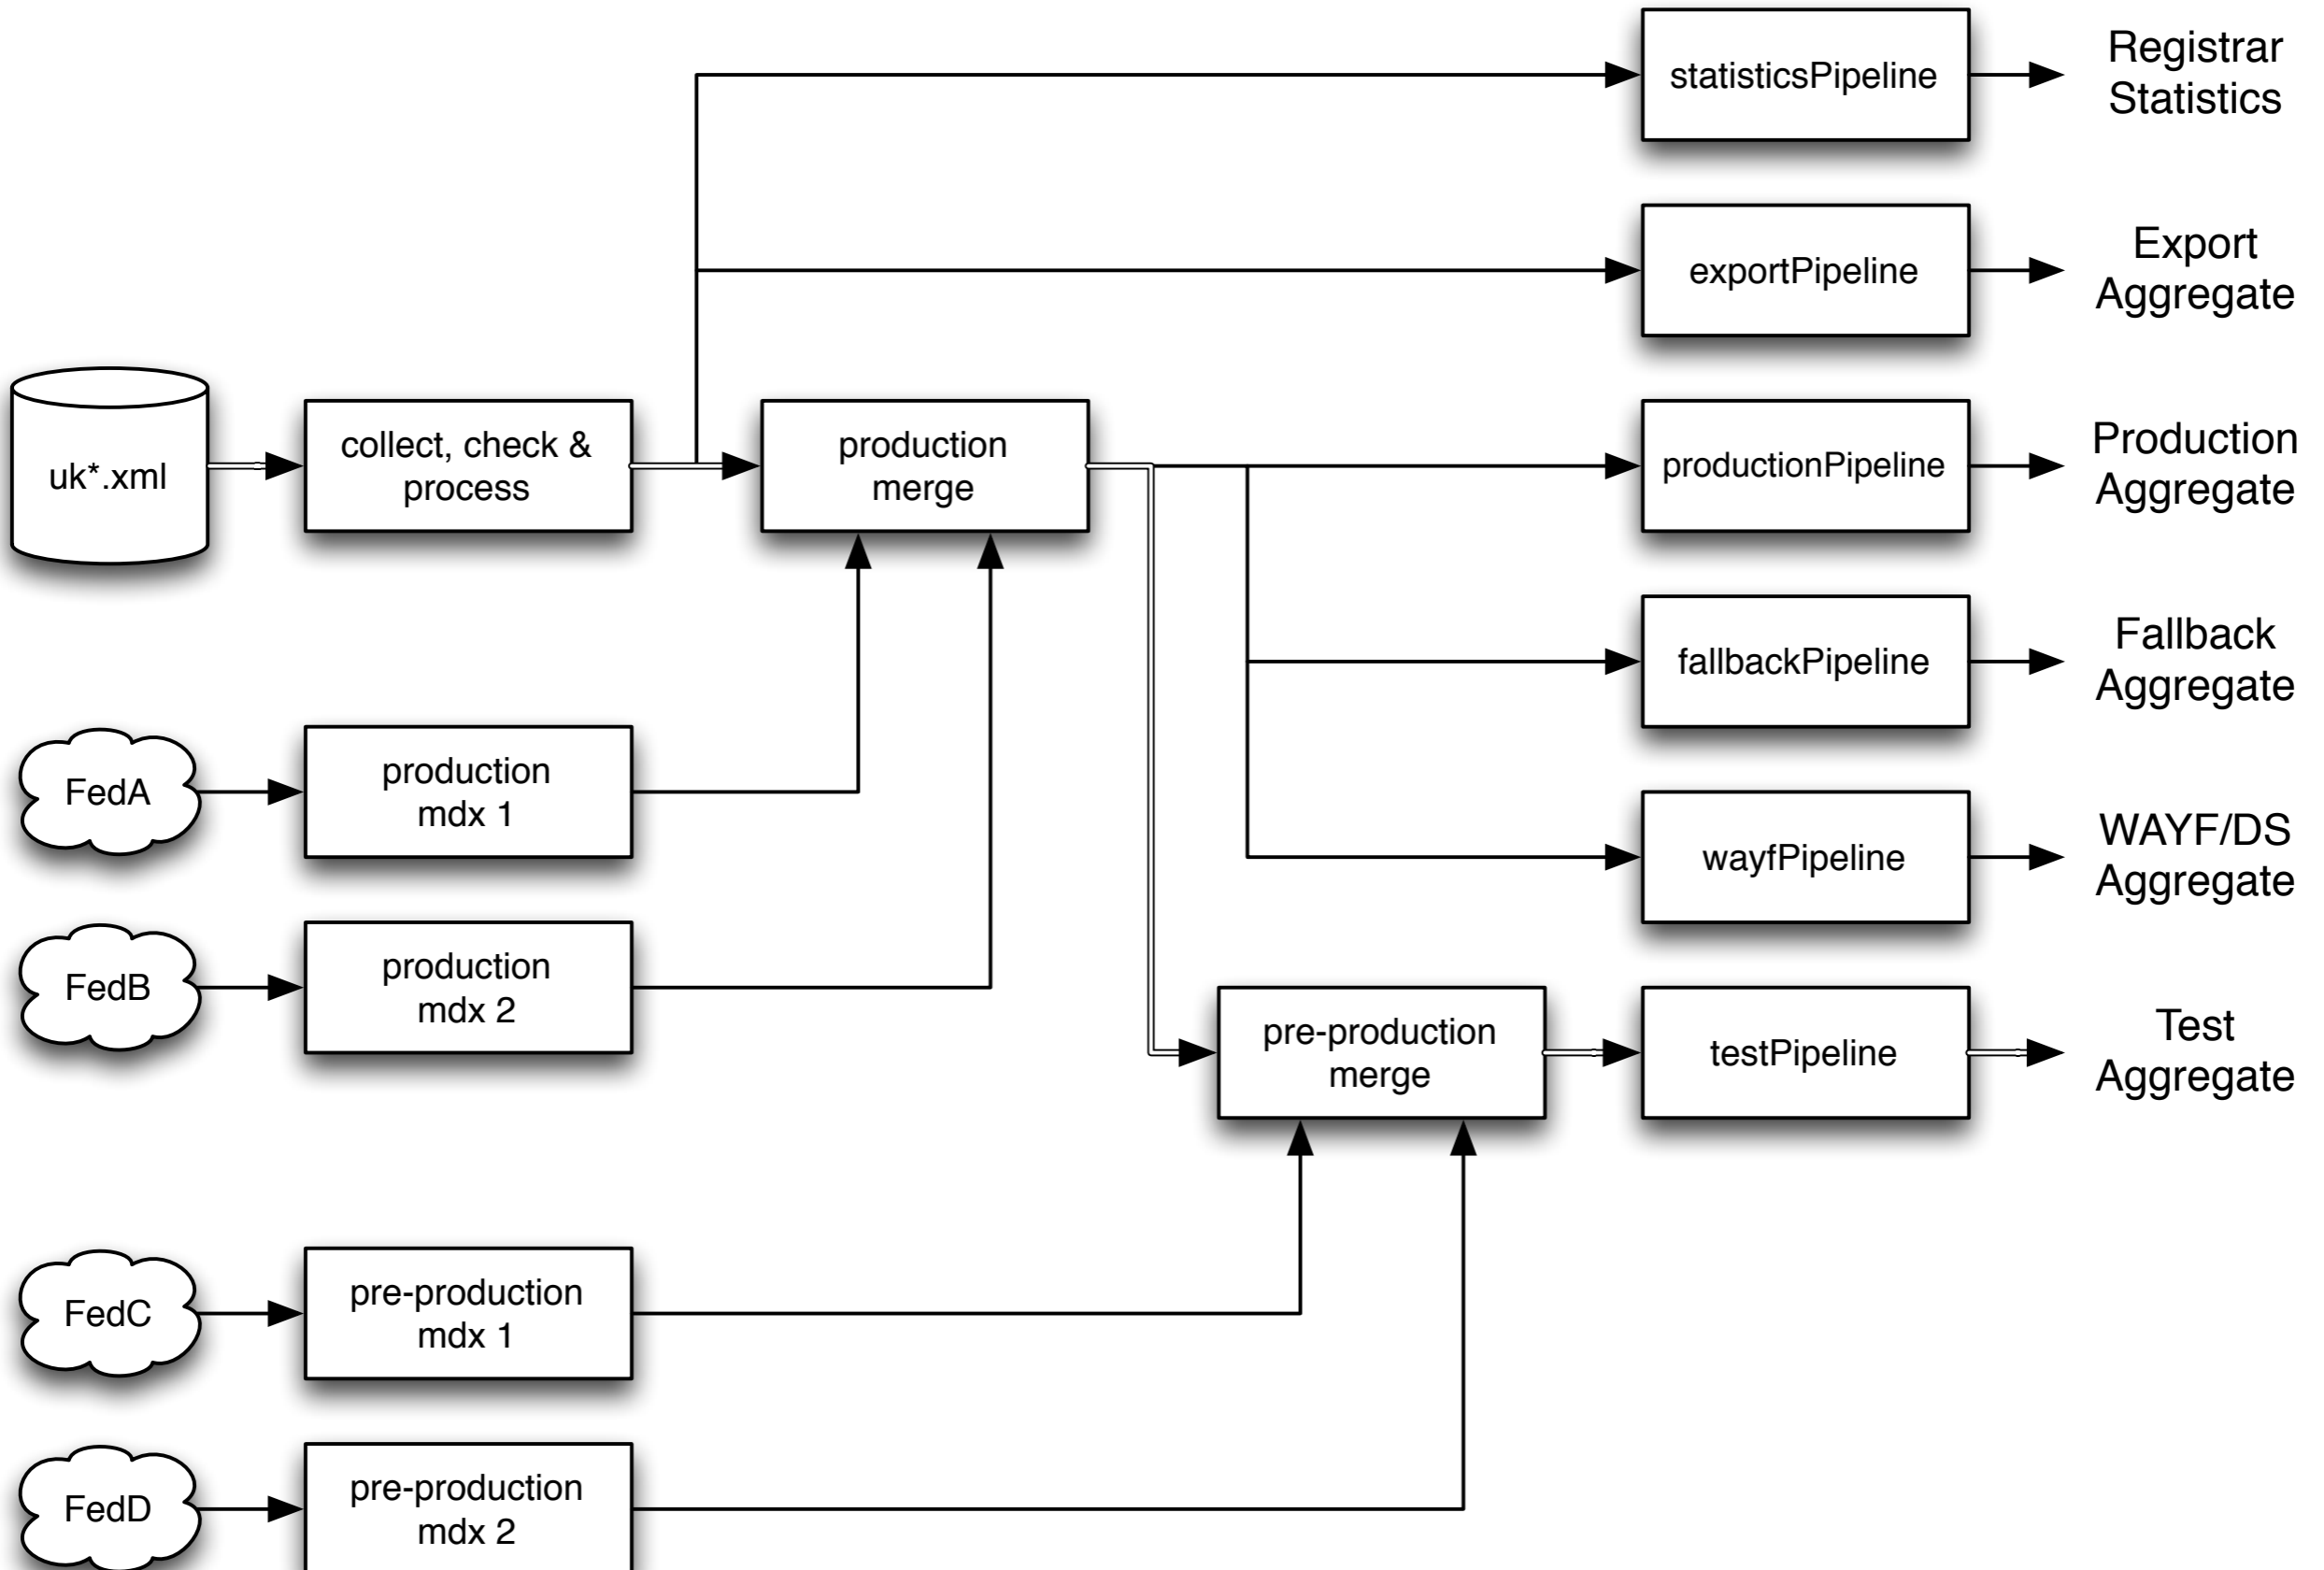 statisticsPipeline
Registrar
Statistics
exportPipeline
Export
Aggregate
uk*.xml
collect, check &
process
production
merge
productionPipeline
Production
Aggregate
fallbackPipeline
Fallback
Aggregate
FedA
production
mdx 1
wayfPipeline
WAYF/DS
Aggregate
FedB
production
mdx 2
pre-production
merge
testPipeline
Test
Aggregate
FedC
pre-production
mdx 1
FedD
pre-production
mdx 2